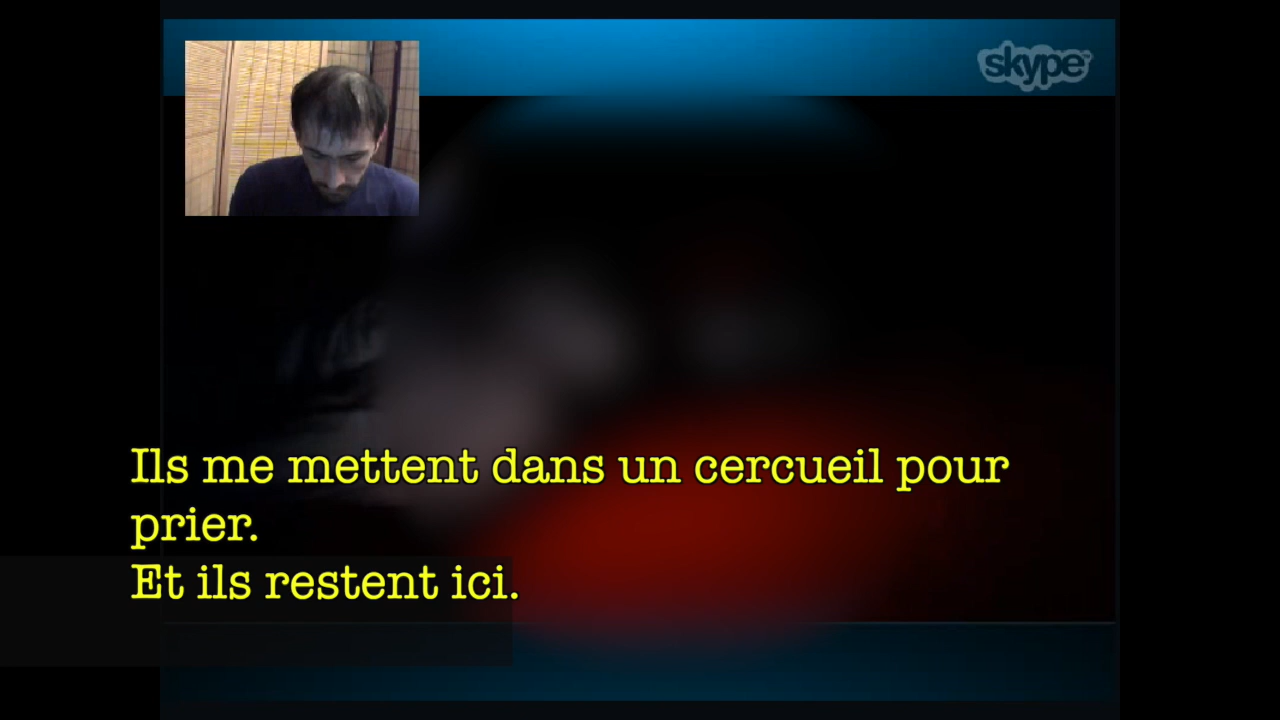 skype
Ils me mettent dans un cercueil pour
prier.
Et ils restent ici.